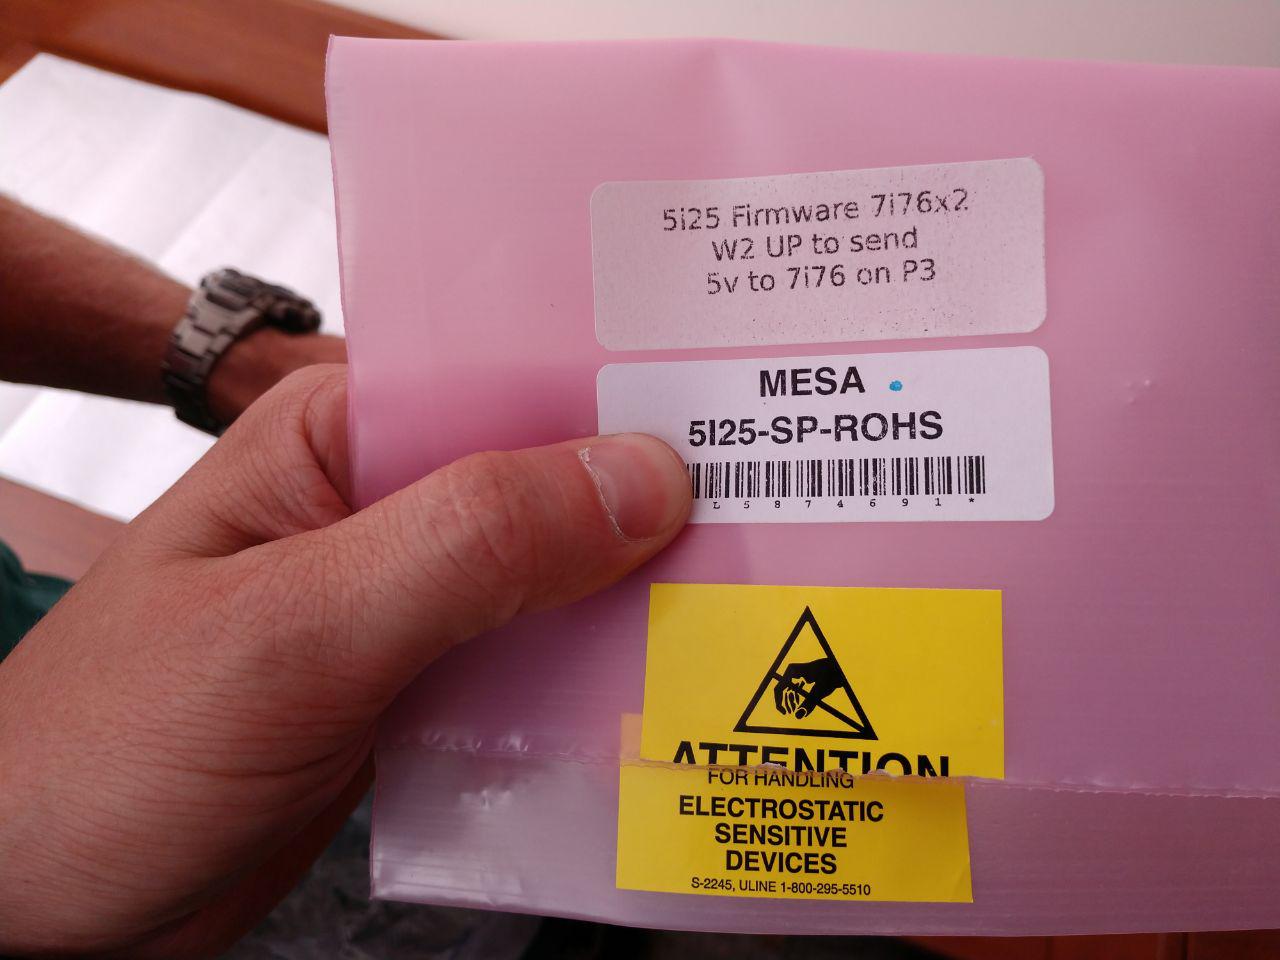 5i25 Firmware 7i76x2
W2 UP to send
5v to 7i76 on P3
MESA
5I25-SP-ROHS
L5874691*
ATTENTION
FOR HANDLING
ELECTROSTATIC
SENSITIVE
DEVICES
S-2245, ULINE 1-800-295-5510